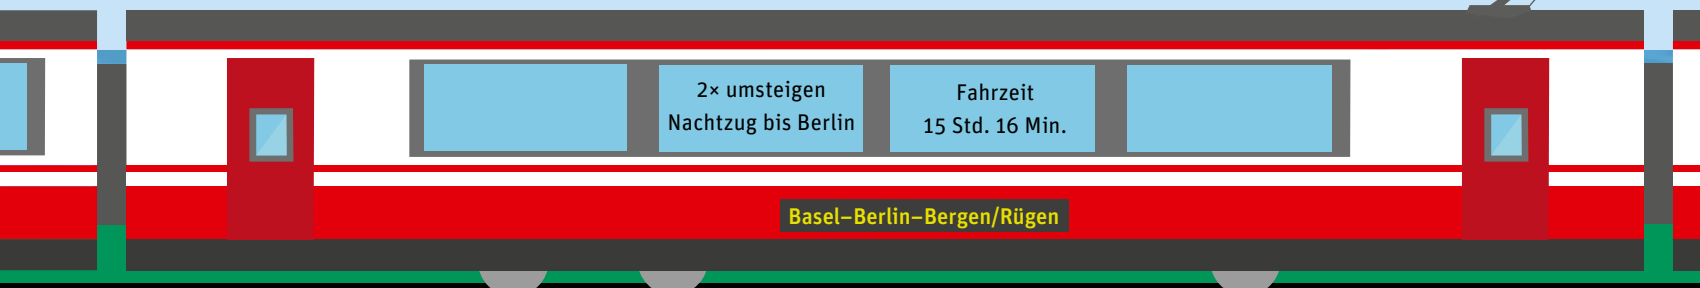 2× umsteigen
Nachtzug bis Berlin
Fahrzeit
15 Std. 16 Min.
Basel–Berlin–Bergen/Rügen